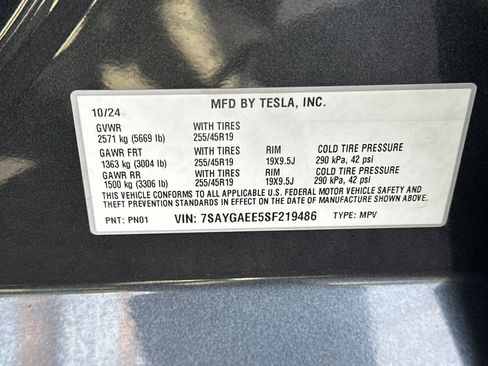 MFD BY TESLA, INC.
10/24
GVWR WITH TIRES
2571 kg (5669 lb) 255/45R19
GAWR FRT WITH TIRES RIM COLD TIRE PRESSURE
1363 kg (3004 lb) 255/45R19 19X9.5J 290 kPa, 42 psi
GAWR RR WITH TIRES RIM COLD TIRE PRESSURE
1500 kg (3306 lb) 255/45R19 19X9.5J 290 kPa, 42 psi
THIS VEHICLE CONFORMS TO ALL APPLICABLE U.S. FEDERAL MOTOR VEHICLE SAFETY AND
THEFT PREVENTION STANDARDS IN EFFECT ON THE DATE OF MANUFACTURE SHOWN ABOVE.
PNT: PN01 VIN: 7SAYGAEE5SF219486 TYPE: MPV